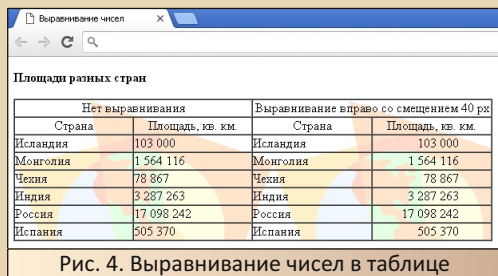 Выравнивание чисел
Площади разных стран
Нет выравнивания Выравнивание вправо со смещением 40 px
Страна Площадь, кв. км. Страна Площадь, кв. км.
Исландия 103 000 Исландия 103 000
Монголия 1 564 116 Монголия 1 564 116
Чехия 78 867 Чехия 78 867
Индия 3 287 263 Индия 3 287 263
Россия 17 098 242 Россия 17 098 242
Испания 505 370 Испания 505 370
Рис. 4. Выравнивание чисел в таблице